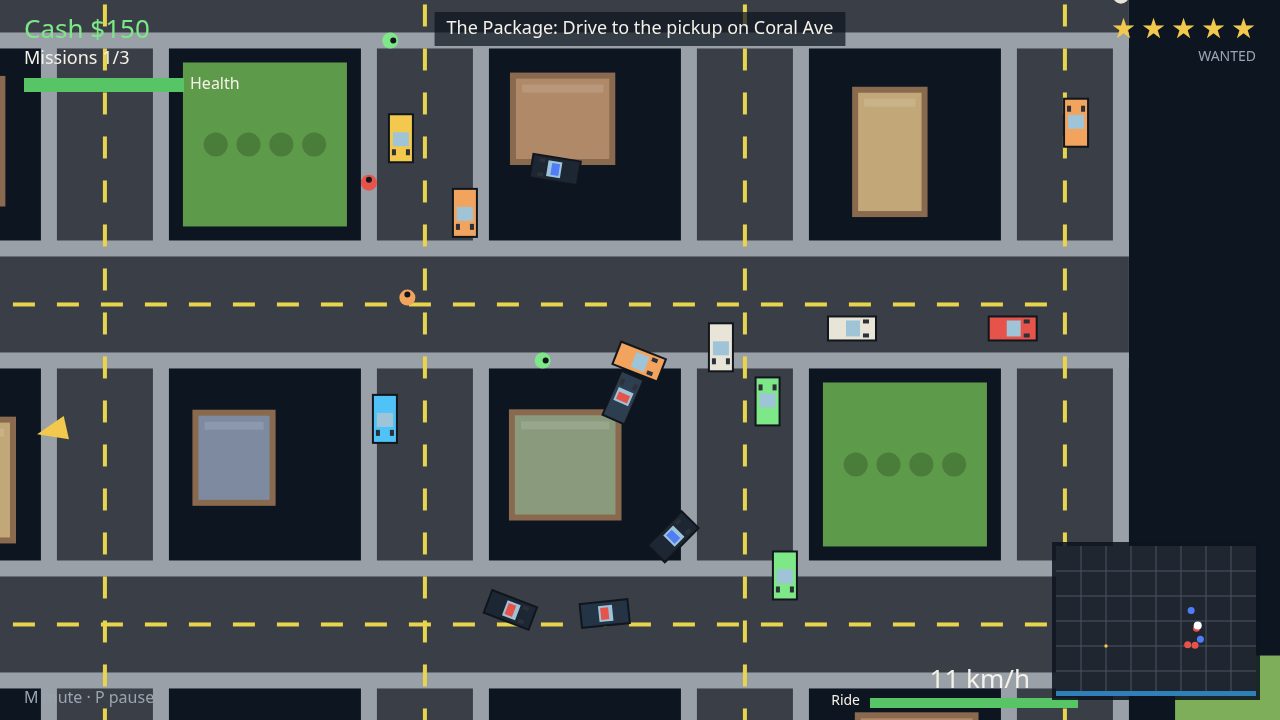 Cash $150
The Package: Drive to the pickup on Coral Ave
★ ★ ★ ★ ★
Missions 1/3
WANTED
Health
M mute · P pause
11 km/h
Ride